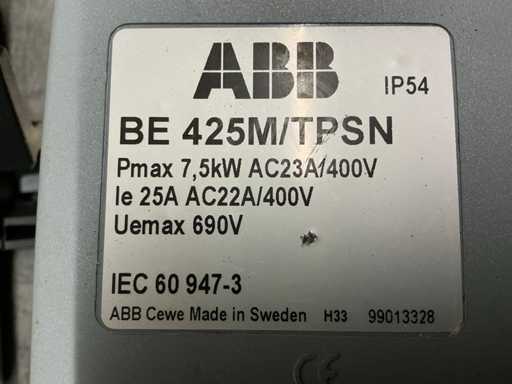 ABB
IP54
BE 425M/TPSN
Pmax 7,5kW AC23A/400V
Ie 25A AC22A/400V
Uemax 690V
IEC 60 947-3
ABB Cewe Made in Sweden H33 99013328
CE